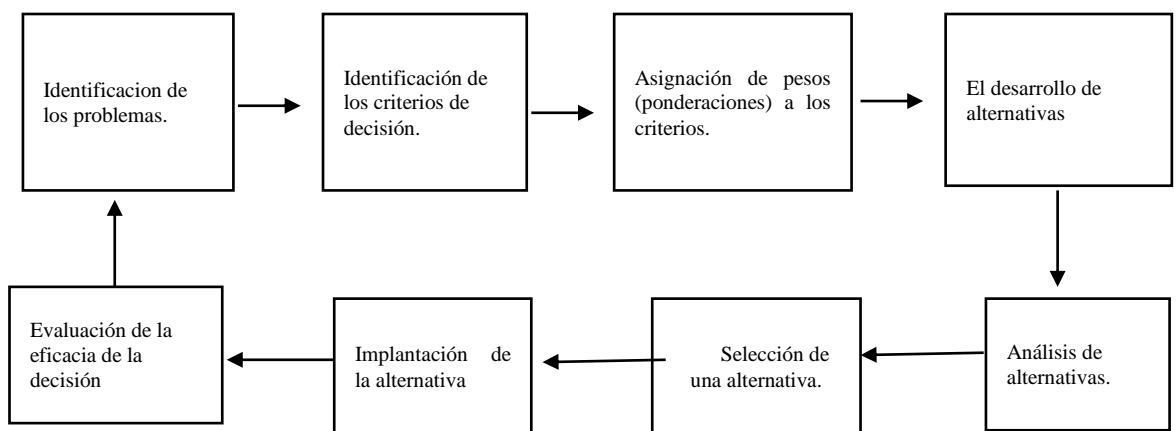 Identificacion de
los problemas.
Identificación de
los criterios de
decisión.
Asignación de pesos
(ponderaciones) a los
criterios.
El desarrollo de
alternativas
Análisis de
alternativas.
Selección de
una alternativa.
Implantación de
la alternativa
Evaluación de la
eficacia de la
decisión